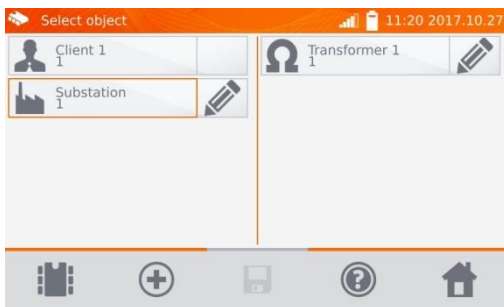 Select object
11:20 2017.10.27
Client 1
1
Substation
1
Transformer 1
1